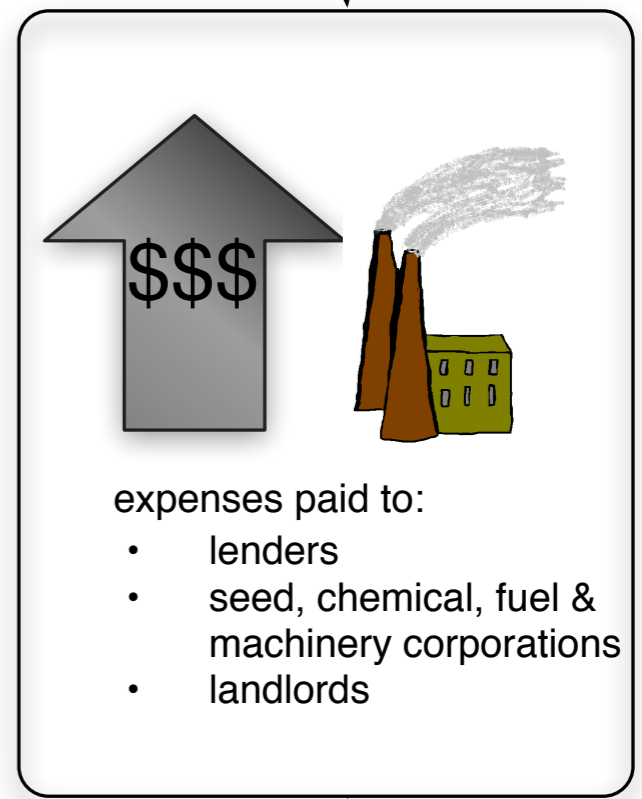 $$$
expenses paid to:
• lenders
• seed, chemical, fuel &
machinery corporations
• landlords